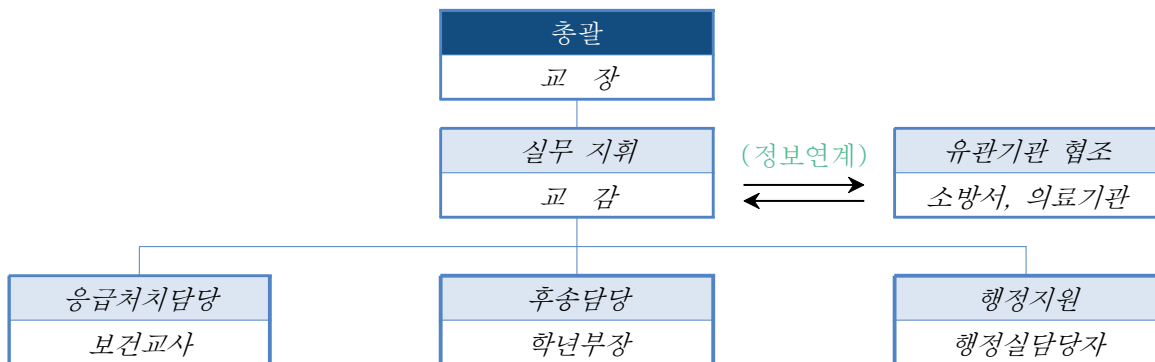 총괄
교 장
실무 지휘
교 감
(정보연계)
유관기관 협조
소방서, 의료기관
응급처치담당
보건교사
후송담당
학년부장
행정지원
행정실담당자